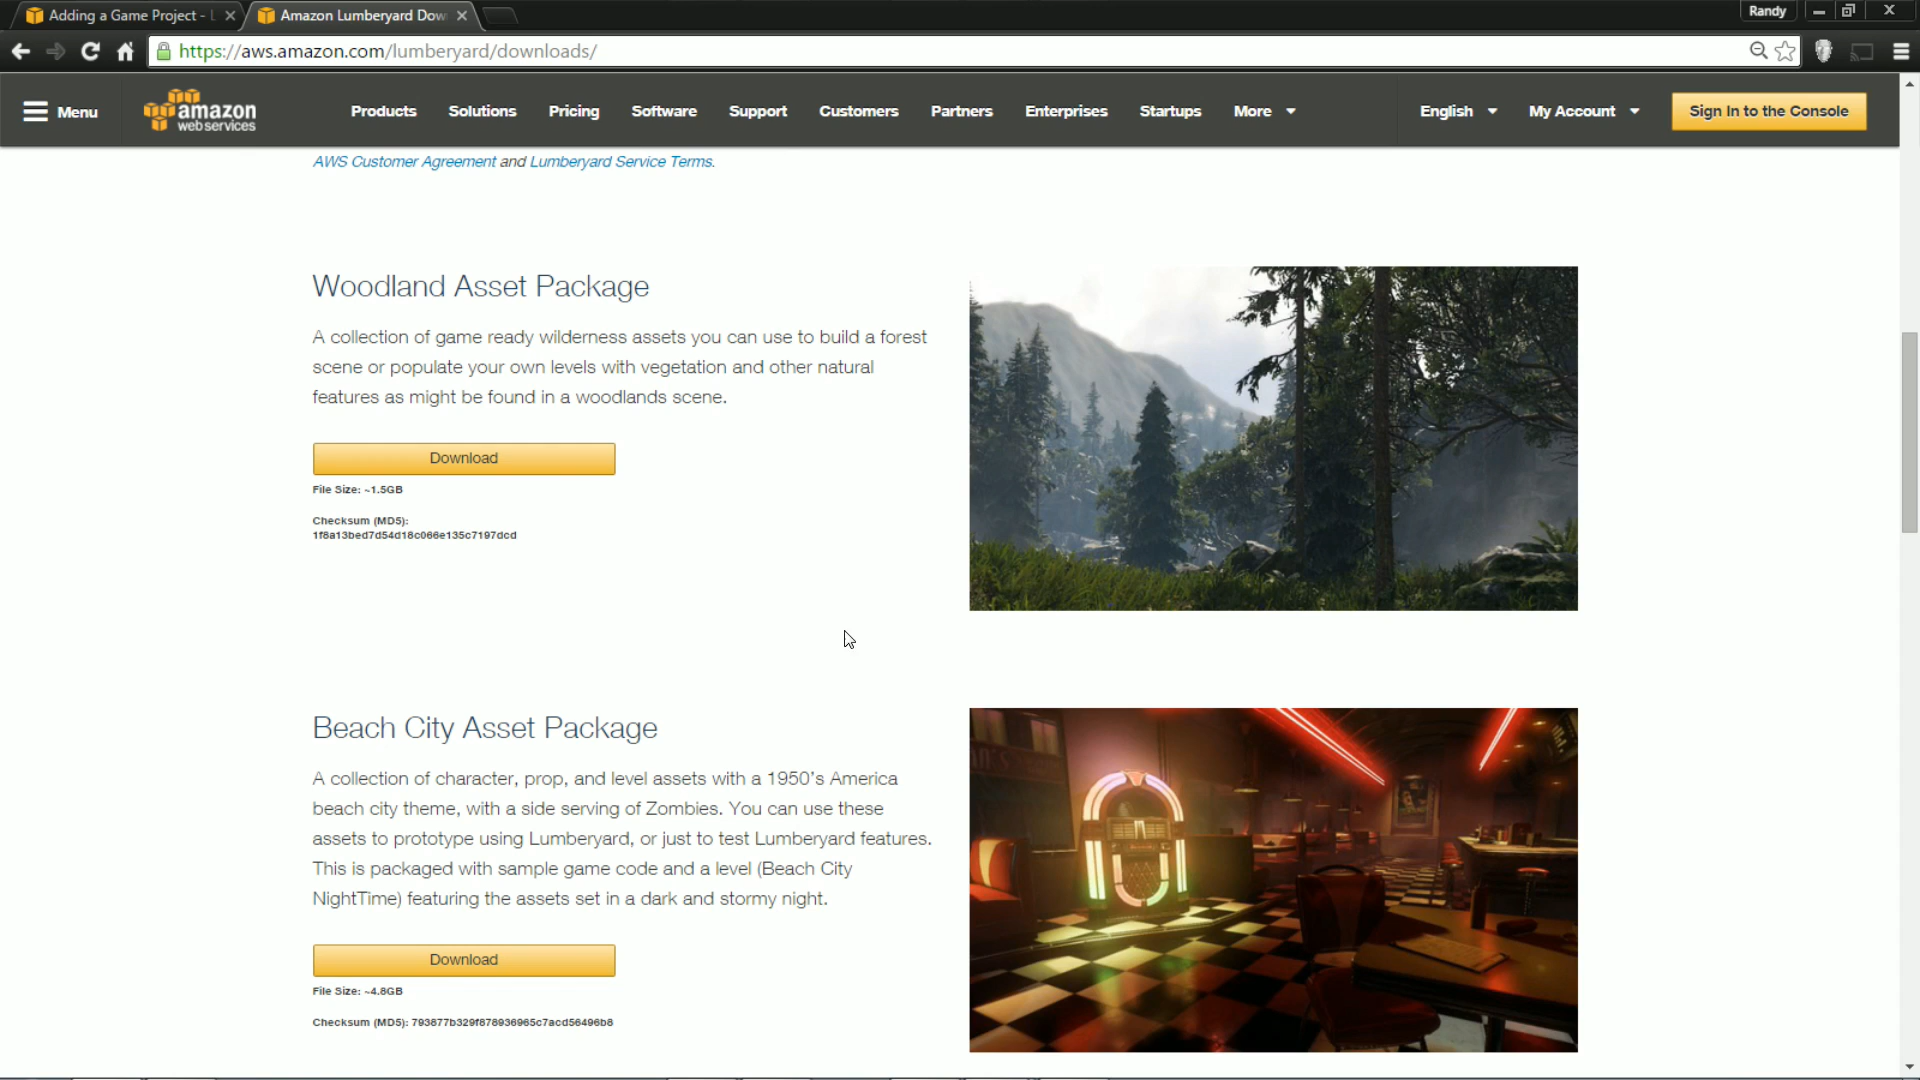 Adding a Game Project - L
Amazon Lumberyard Dow
Randy
https://aws.amazon.com/lumberyard/downloads/
Menu
amazon
web services
Products Solutions Pricing Software Support Customers Partners Enterprises Startups More
English My Account Sign In to the Console
AWS Customer Agreement and Lumberyard Service Terms.
Woodland Asset Package
A collection of game ready wilderness assets you can use to build a forest
scene or populate your own levels with vegetation and other natural
features as might be found in a woodlands scene.
Download
File Size: ~1.5GB
Checksum (MD5):
1f8a13bed7d54d18c066e135c7197dcd
Beach City Asset Package
A collection of character, prop, and level assets with a 1950's America
beach city theme, with a side serving of Zombies. You can use these
assets to prototype using Lumberyard, or just to test Lumberyard features.
This is packaged with sample game code and a level (Beach City
NightTime) featuring the assets set in a dark and stormy night.
Download
File Size: ~4.8GB
Checksum (MD5): 793877b329f878936965c7acd56496b8